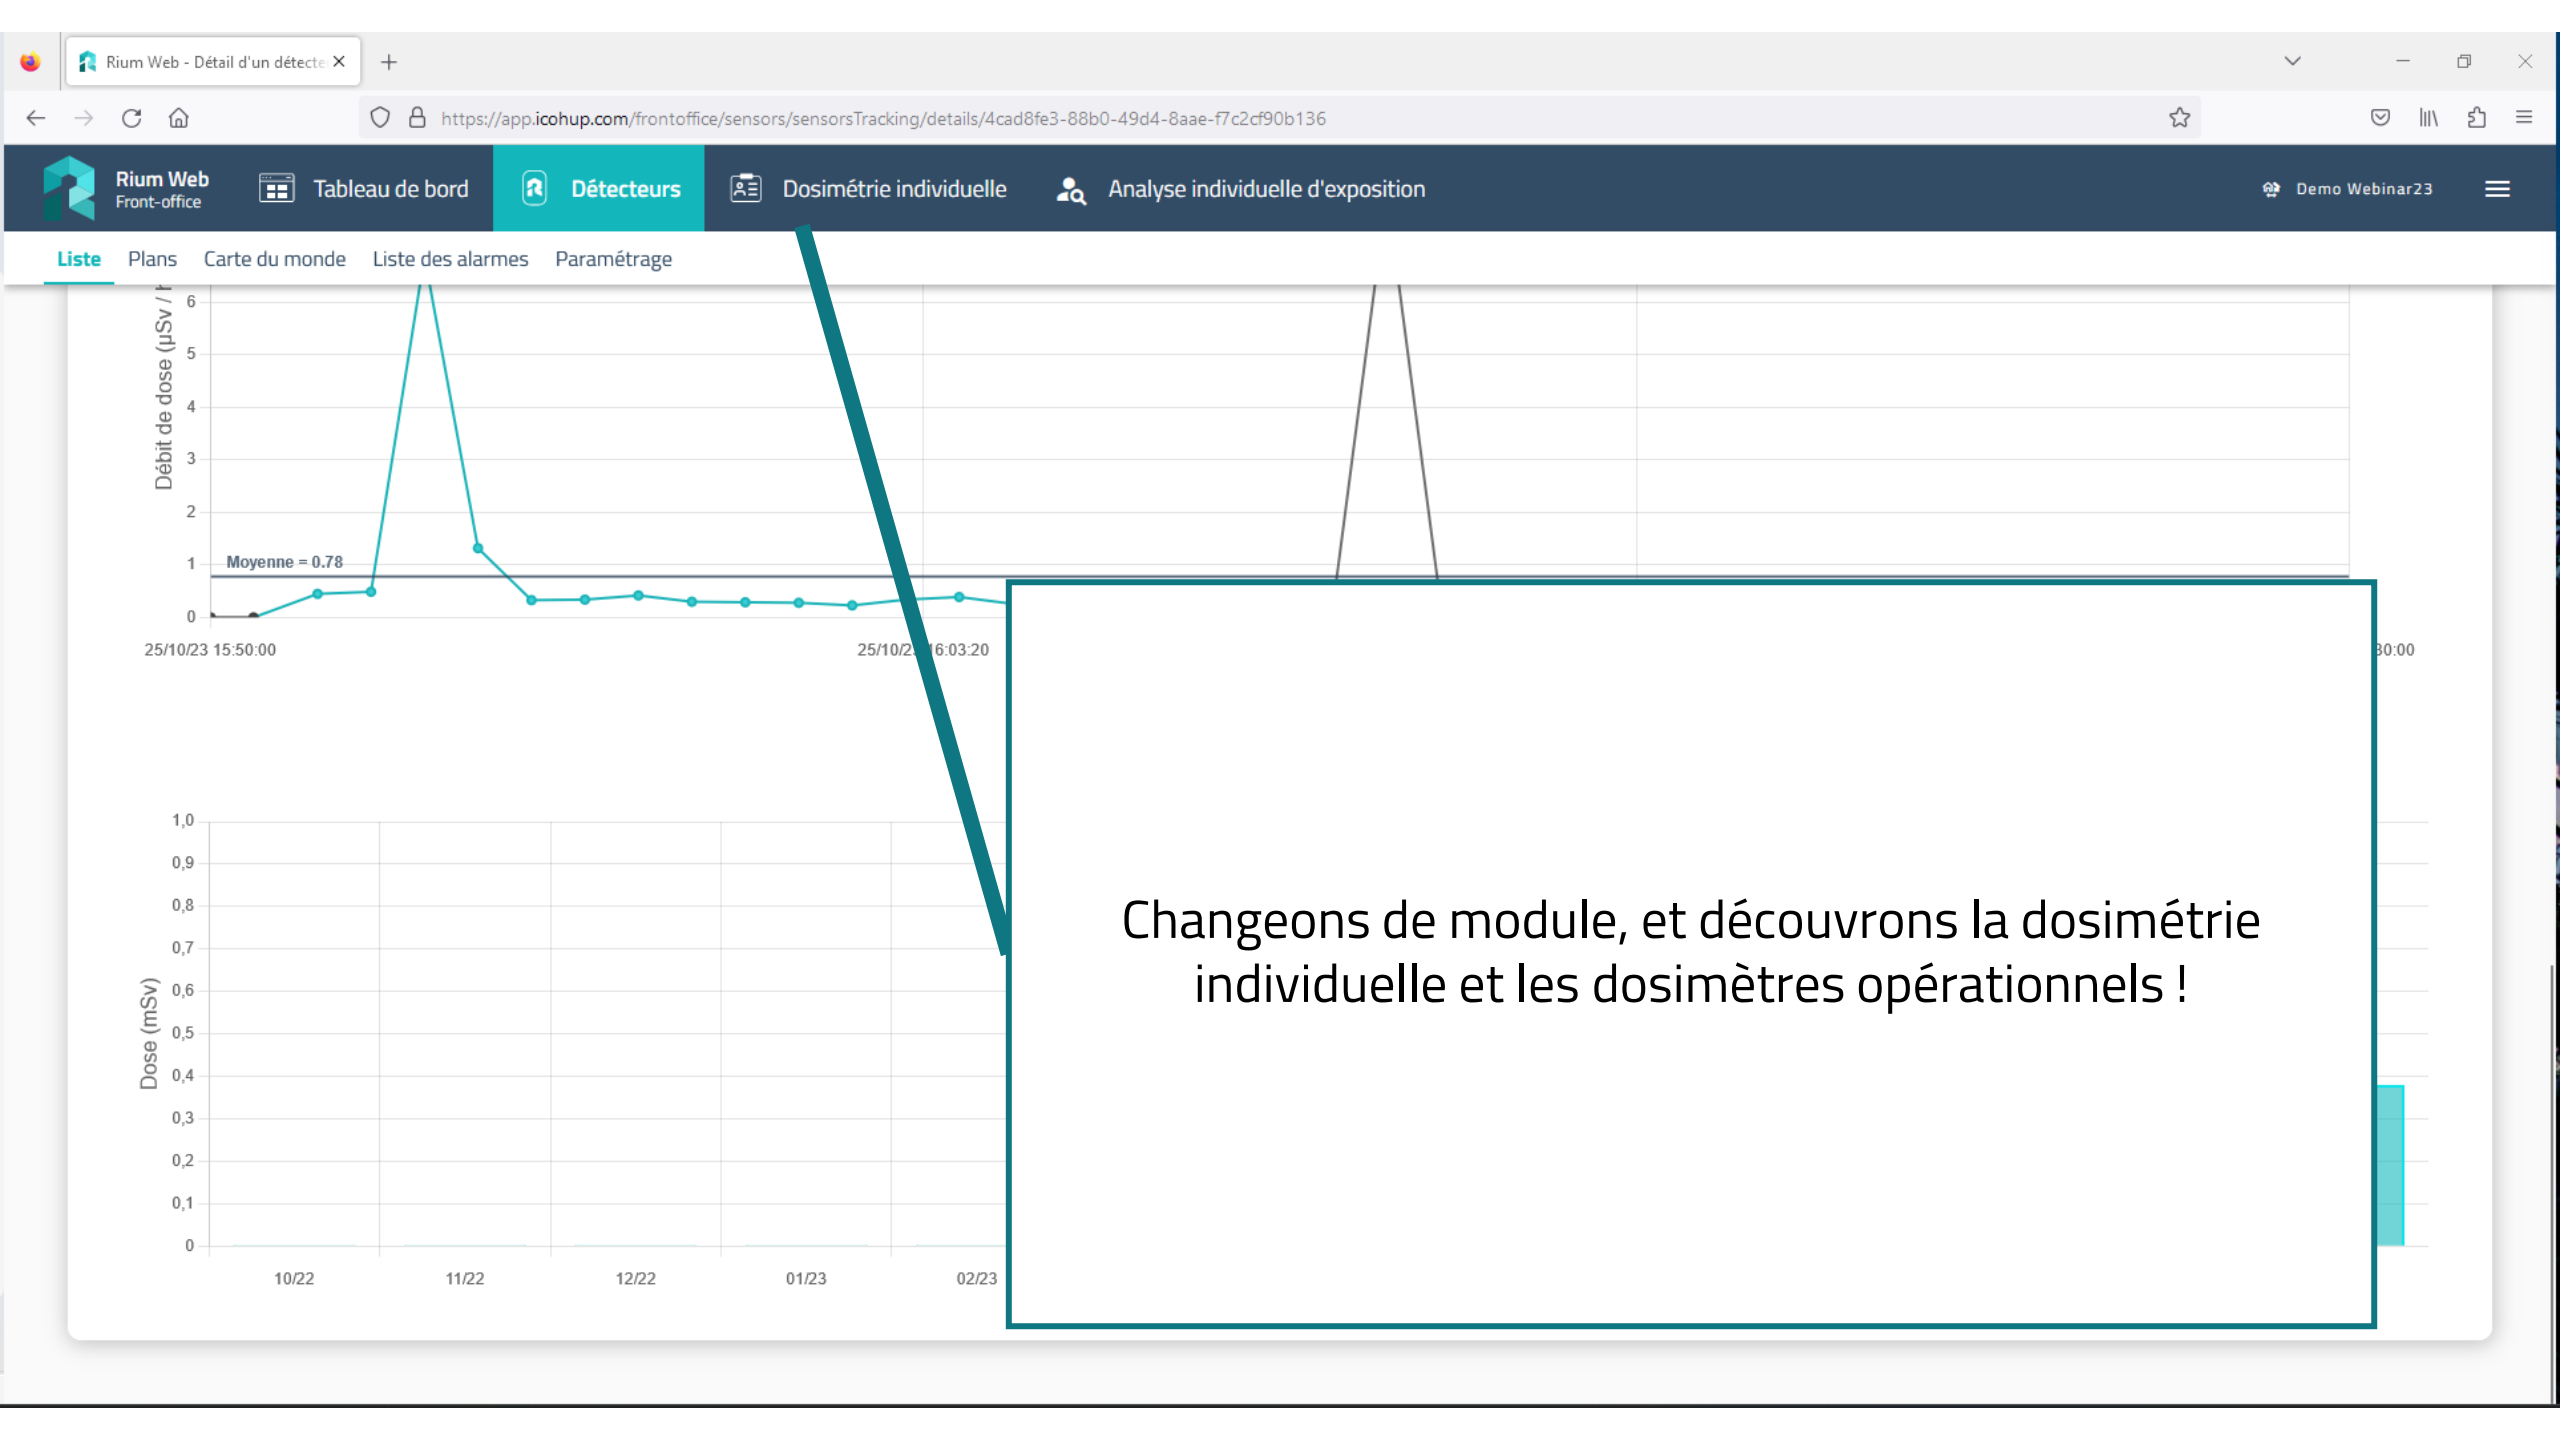 Rium Web - Détail d'un détecte
https://app.icohup.com/frontoffice/sensors/sensorsTracking/details/4cad8fe3-88b0-49d4-8aae-f7c2cf90b136
Rium Web
Front-office
Tableau de bord
Détecteurs
Dosimétrie individuelle
Analyse individuelle d'exposition
Demo Webinar23
Liste
Plans
Carte du monde
Liste des alarmes
Paramétrage
Débit de dose (µSv /
6
5
4
3
2
1
0
Moyenne = 0.78
25/10/23 15:50:00
25/10/2 16:03:20
30:00
Changeons de module, et découvrons la dosimétrie
individuelle et les dosimètres opérationnels !
Dose (mSv)
1,0
0,9
0,8
0,7
0,6
0,5
0,4
0,3
0,2
0,1
0
10/22
11/22
12/22
01/23
02/23